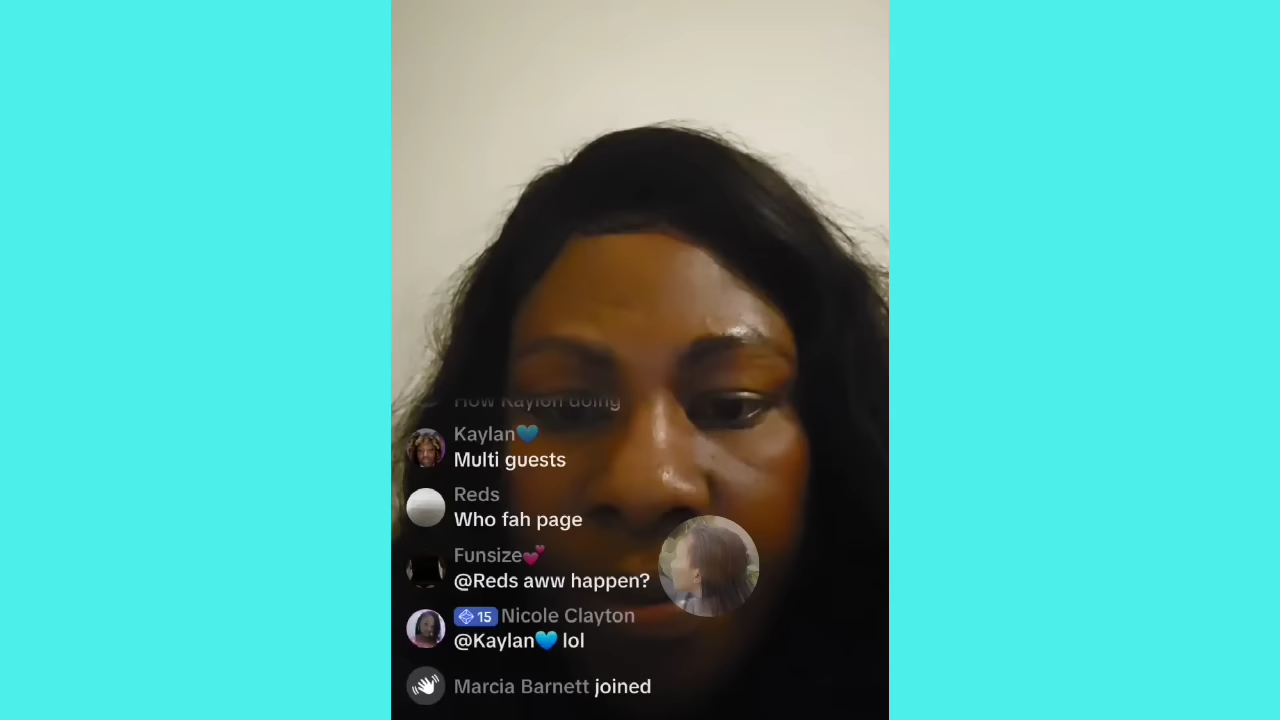 How Kaylon doing
Kaylan💙
Multi guests
Reds
Who fah page
Funsize💕
@Reds aww happen?
15 Nicole Clayton
@Kaylan💙 lol
Marcia Barnett joined